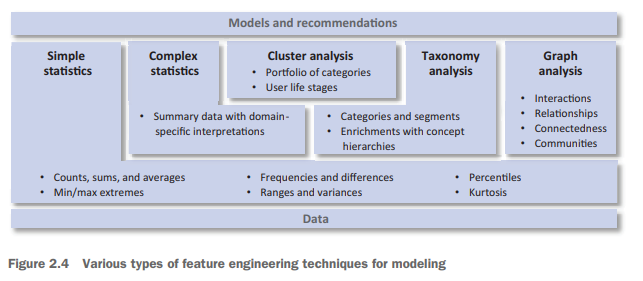 Models and recommendations
Simple
statistics
Complex
statistics
Cluster analysis
• Portfolio of categories
• User life stages
Taxonomy
analysis
Graph
analysis
• Interactions
• Relationships
• Connectedness
• Communities
• Summary data with domain-
specific interpretations
• Categories and segments
• Enrichments with concept
hierarchies
• Counts, sums, and averages
• Min/max extremes
• Frequencies and differences
• Ranges and variances
• Percentiles
• Kurtosis
Data
Figure 2.4 Various types of feature engineering techniques for modeling